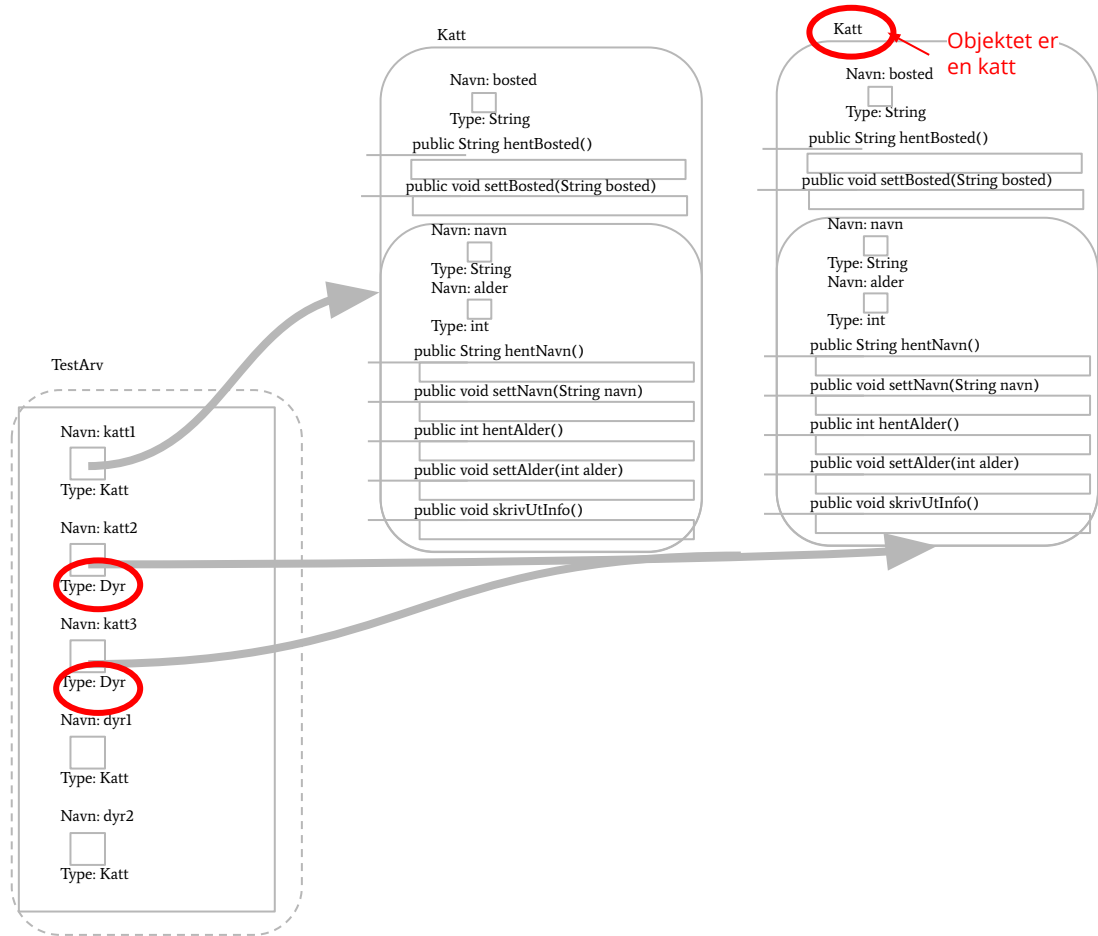 Katt
Navn: bosted
Type: String
public String hentBosted()
public void settBosted(String bosted)
Navn: navn
Type: String
Navn: alder
Type: int
public String hentNavn()
public void settNavn(String navn)
public int hentAlder()
public void settAlder(int alder)
public void skrivUtInfo()
Katt
Objektet er
en katt
Navn: bosted
Type: String
public String hentBosted()
public void settBosted(String bosted)
Navn: navn
Type: String
Navn: alder
Type: int
public String hentNavn()
public void settNavn(String navn)
public int hentAlder()
public void settAlder(int alder)
public void skrivUtInfo()
TestArv
Navn: katt1
Type: Katt
Navn: katt2
Type: Dyr
Navn: katt3
Type: Dyr
Navn: dyr1
Type: Katt
Navn: dyr2
Type: Katt